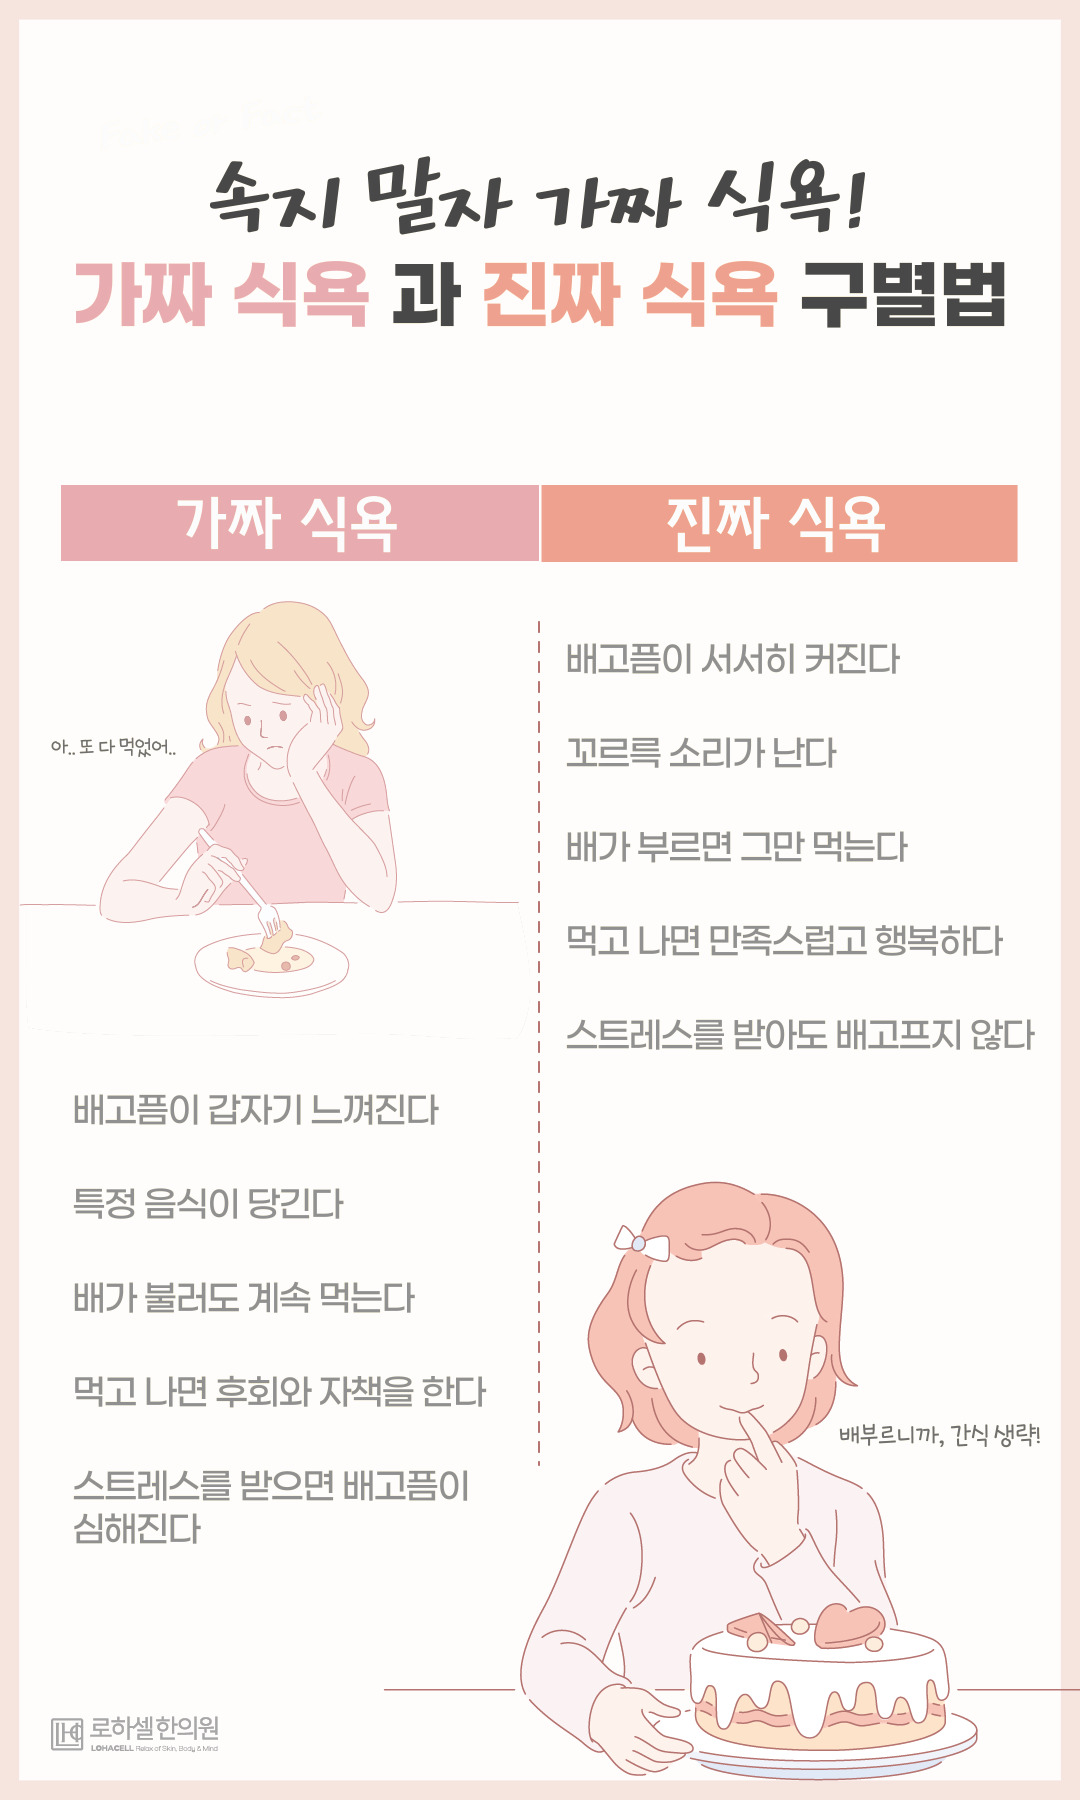 속지 말자 가짜 식욕!
가짜 식욕 과 진짜 식욕 구별법
가짜 식욕
아.. 또 다 먹었어..
배고픔이 갑자기 느껴진다
특정 음식이 당긴다
배가 불러도 계속 먹는다
먹고 나면 후회와 자책을 한다
스트레스를 받으면 배고픔이
심해진다
진짜 식욕
배고픔이 서서히 커진다
꼬르륵 소리가 난다
배가 부르면 그만 먹는다
먹고 나면 만족스럽고 행복하다
스트레스를 받아도 배고프지 않다
배부르니까, 간식 생략!
로하셀한의원
LOHACELL Relax of Skin, Body & Mind